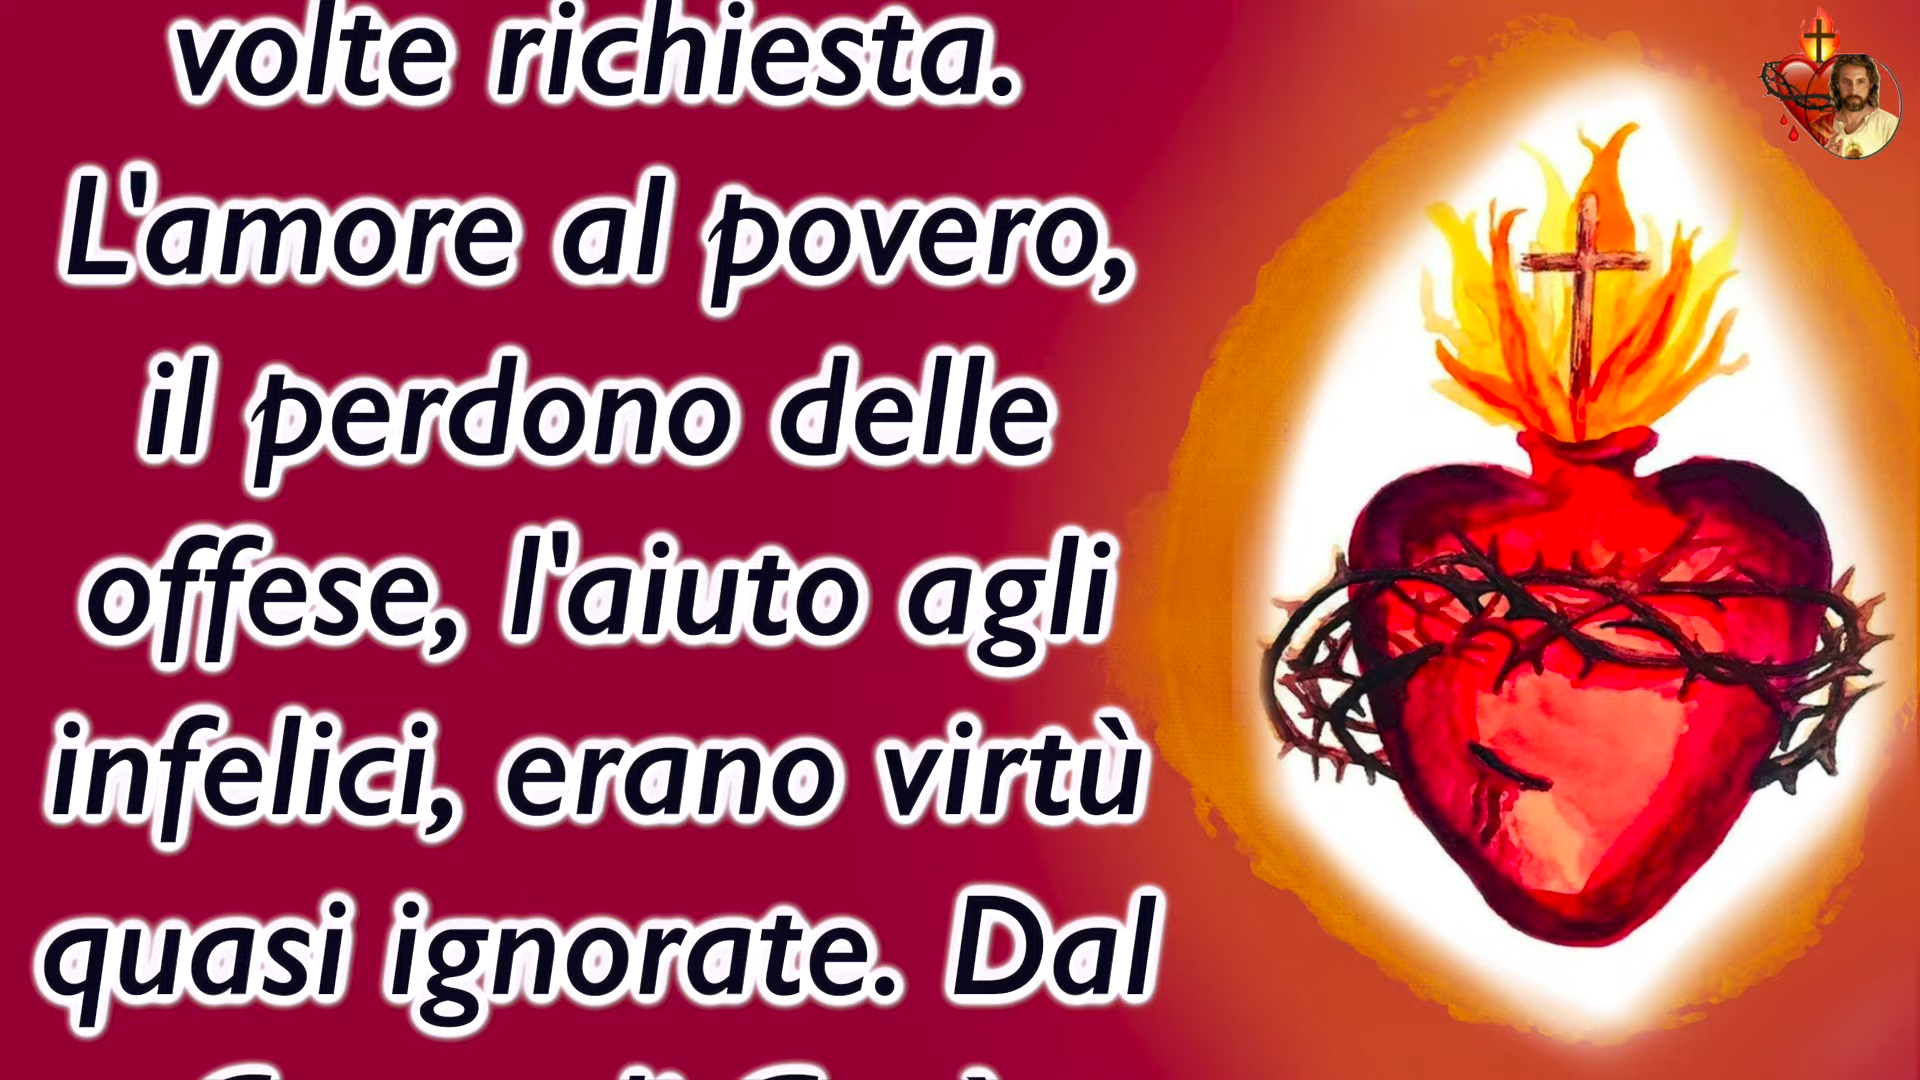 volte richiesta.
L'amore al povero,
il perdono delle
offese, l'aiuto agli
infelici, erano virtù
quasi ignorate. Dal